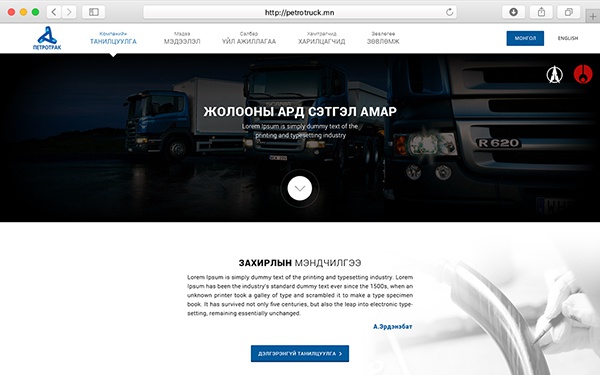 http://petrotruck.mn
ПЕТРОТРАК
Компанийн
ТАНИЛЦУУЛГА
Мэдээ
МЭДЭЭЛЭЛ
Салбар
ҮЙЛ АЖИЛЛАГАА
Хамтрагчид
ХАРИЛЦАГЧИД
Зөвлөгөө
ЗӨВЛӨМЖ
МОНГОЛ
ENGLISH
ЖОЛООНЫ АРД СЭТГЭЛ АМАР
Lorem Ipsum is simply dummy text of the
printing and typesetting industry
R 620
ЗАХИРЛЫН МЭНДЧИЛГЭЭ
Lorem Ipsum is simply dummy text of the printing and typesetting industry. Lorem
Ipsum has been the industry's standard dummy text ever since the 1500s, when an
unknown printer took a galley of type and scrambled it to make a type specimen
book. It has survived not only five centuries, but also the leap into electronic type-
setting, remaining essentially unchanged.
А.Эрдэнэбат
ДЭЛГЭРЭНГҮЙ ТАНИЛЦУУЛГА